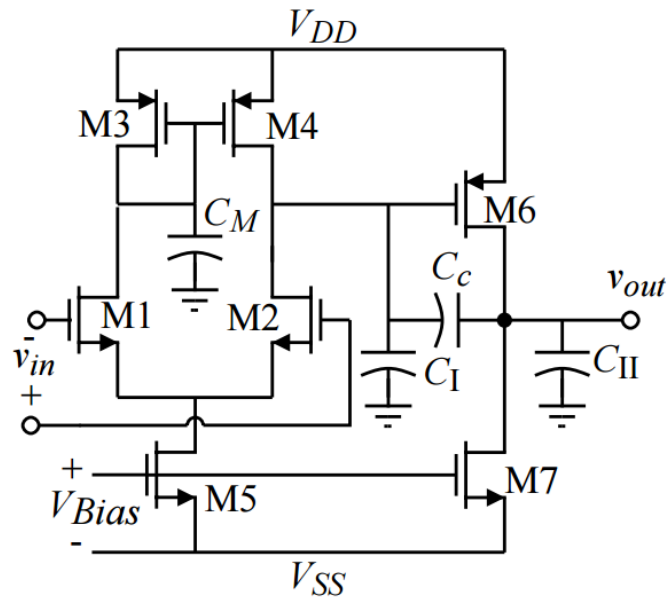 V_DD
M3 M4
C_M M6
C_c v_out
M1 M2
- v_in +
C_I C_II
+ V_Bias -
M5 M7
V_SS